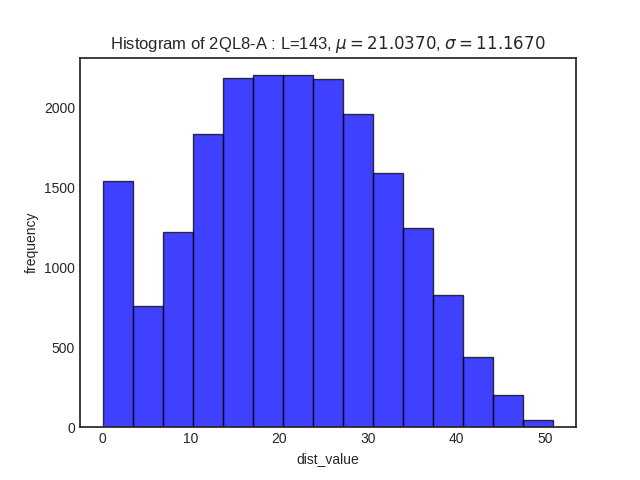 Histogram of 2QL8-A : L=143, μ = 21.0370, σ = 11.1670
2000
1500
1000
500
0
frequency
0 10 20 30 40 50
dist_value